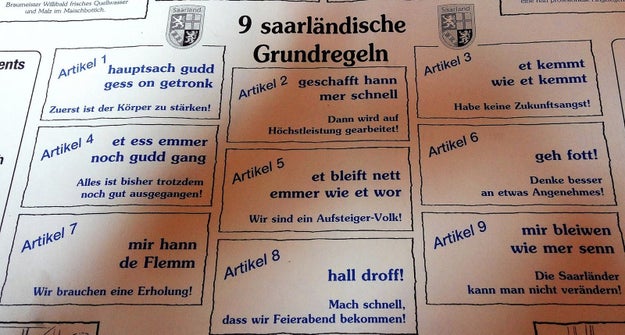 Braumeister Willibald frisches Quellwasser
und Malz im Maischbottich.
ents
Saarland
9 saarländische
Grundregeln
Saarland
Artikel 1
hauptsach gudd
gess on getronk
Zuerst ist der Körper zu stärken!
Artikel 2
geschafft hann
mer schnell
Dann wird auf
Höchstleistung gearbeitet!
Artikel 3
et kemmt
wie et kemmt
Habe keine Zukunftsangst!
Artikel 4
et ess emmer
noch gudd gang
Alles ist bisher trotzdem
noch gut ausgegangen!
Artikel 5
et bleift nett
emmer wie et wor
Wir sind ein Aufsteiger-Volk!
Artikel 6
geh fott!
Denke besser
an etwas Angenehmes!
Artikel 7
mir hann
de Flemm
Wir brauchen eine Erholung!
Artikel 8
hall droff!
Mach schnell,
dass wir Feierabend bekommen!
Artikel 9
mir bleiwen
wie mer senn
Die Saarländer
kann man nicht verändern!